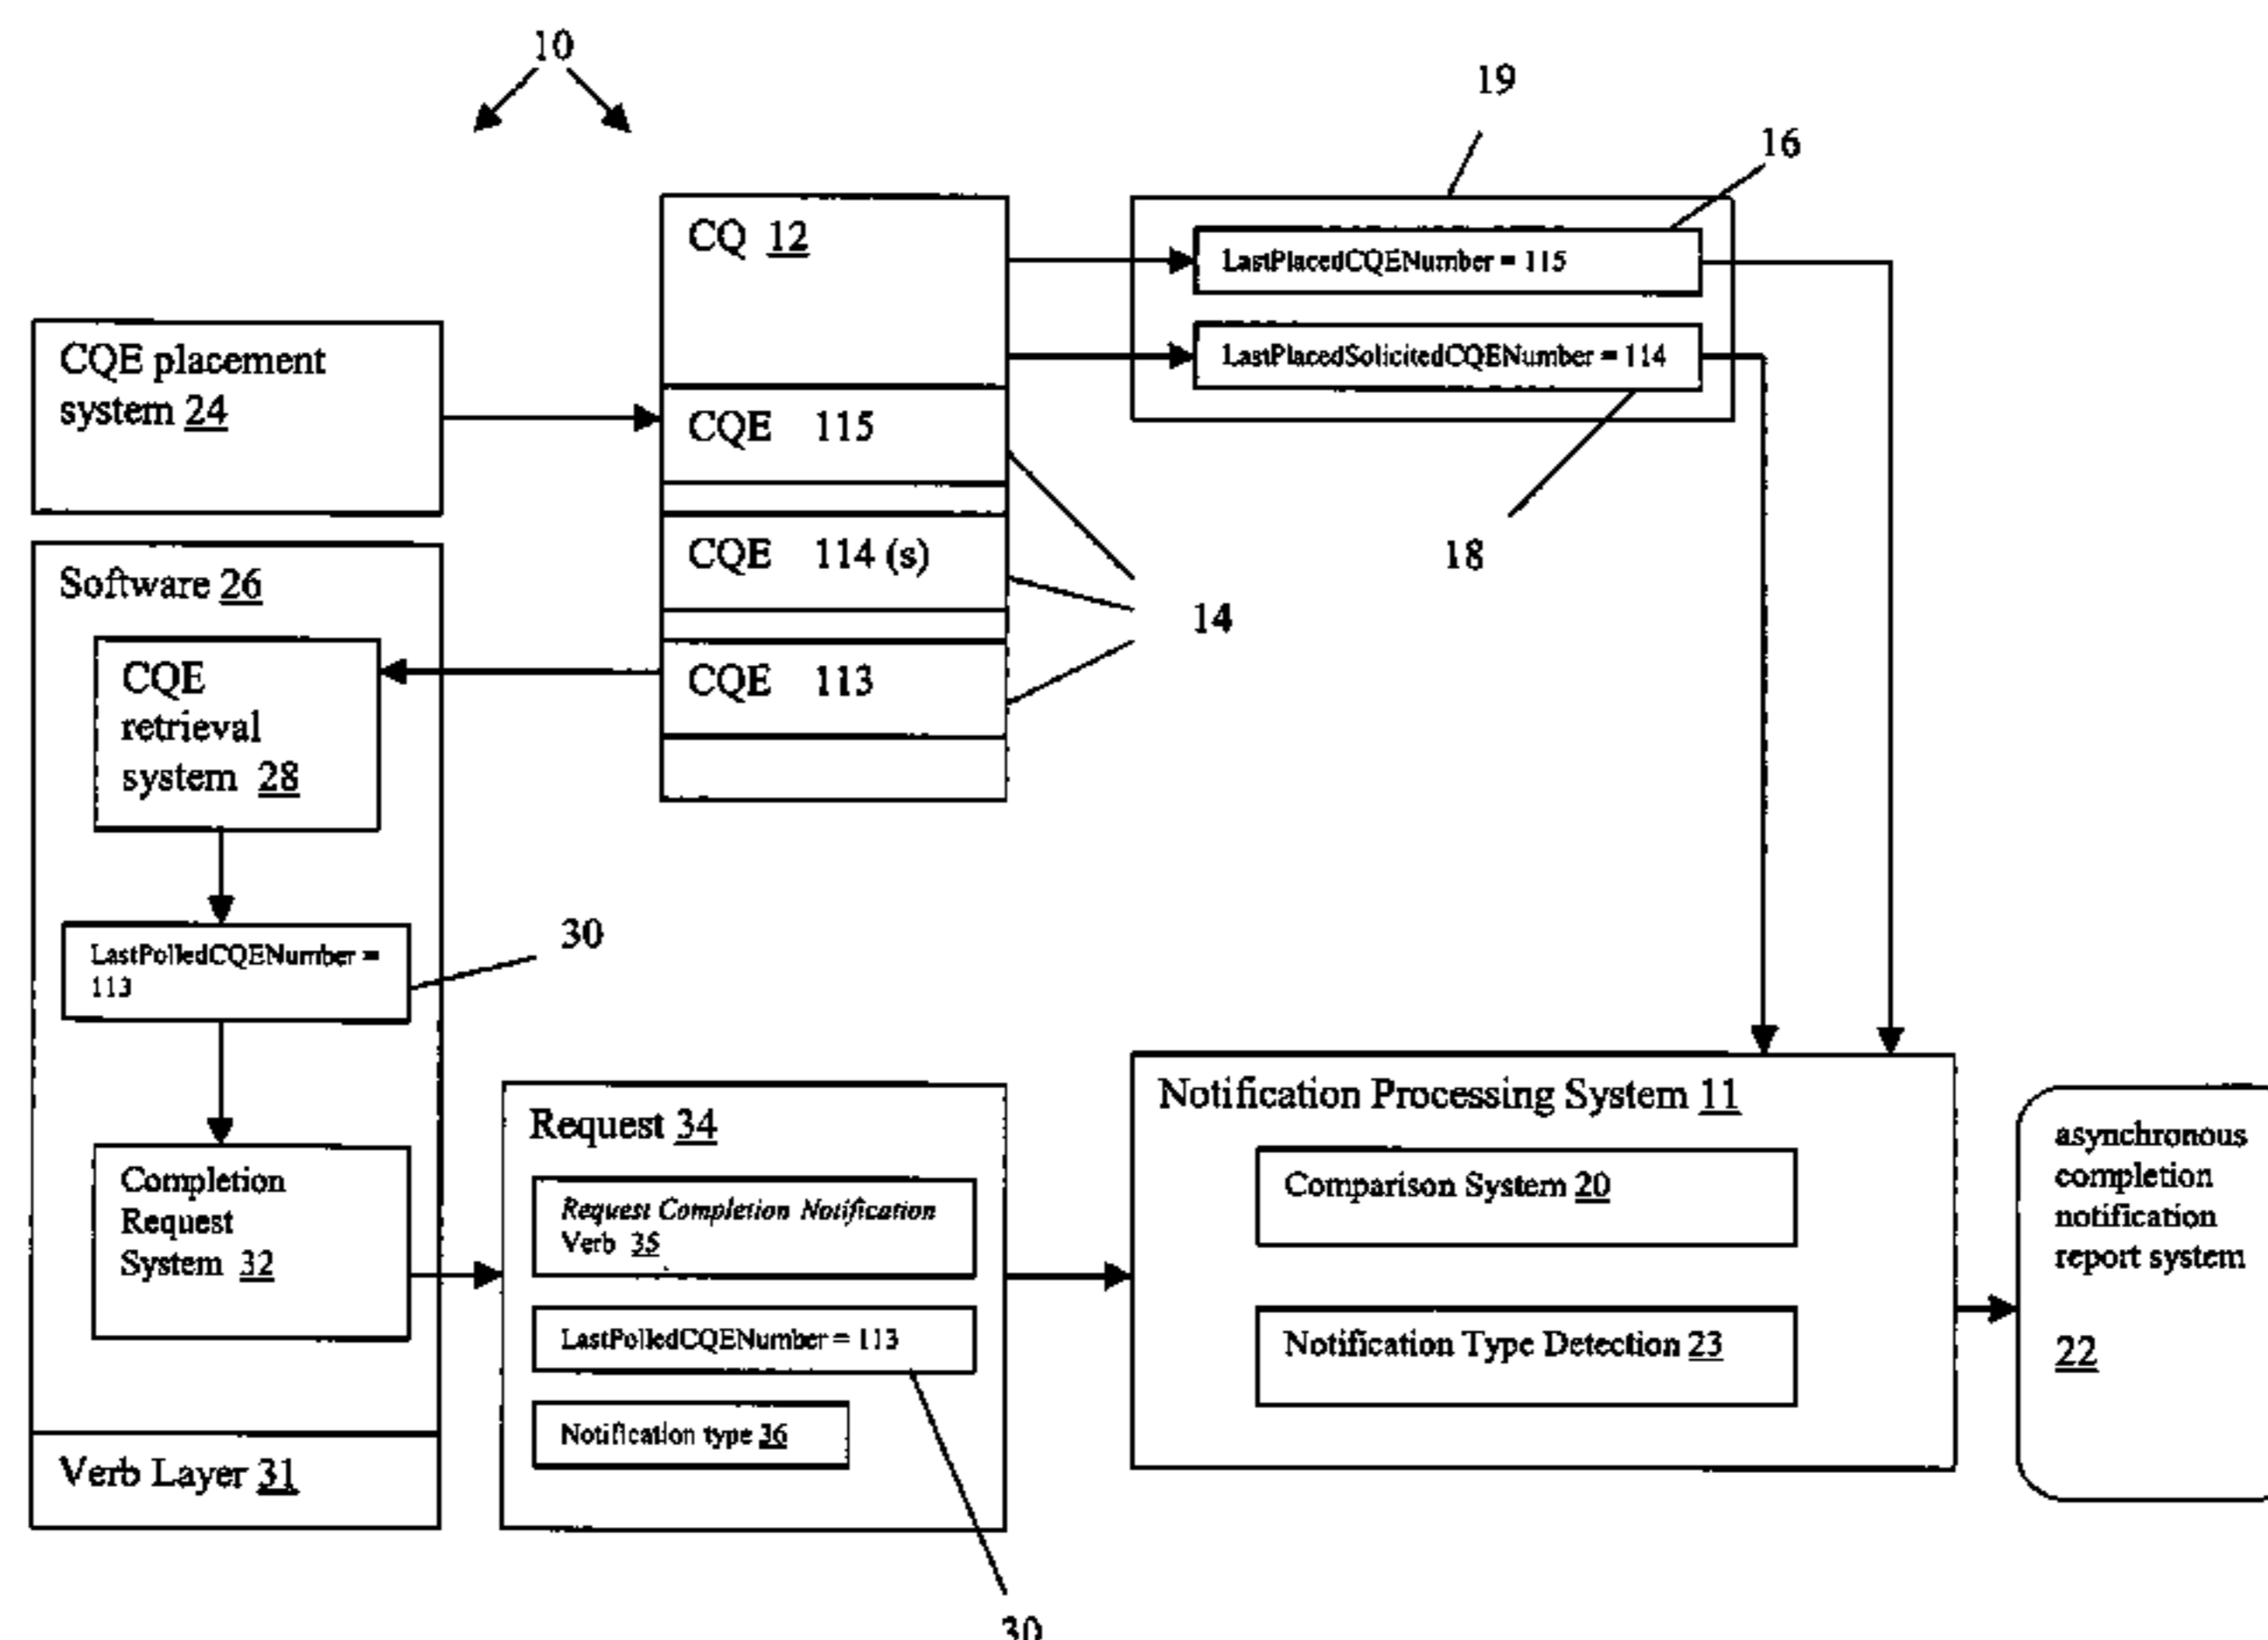 10
19
16
CQ 12
LastPlacedCQENumber = 115
LastPlacedSolicitedCQENumber = 114
CQE placement
system 24
CQE 115
CQE 114 (s)
CQE 113
14
18
Software 26
CQE
retrieval
system 28
LastPolledCQENumber =
113
30
Completion
Request
System 32
Verb Layer 31
Request 34
Request Completion Notification
Verb 35
LastPolledCQENumber = 113
Notification type 36
30
Notification Processing System 11
Comparison System 20
Notification Type Detection 23
asynchronous
completion
notification
report system
22